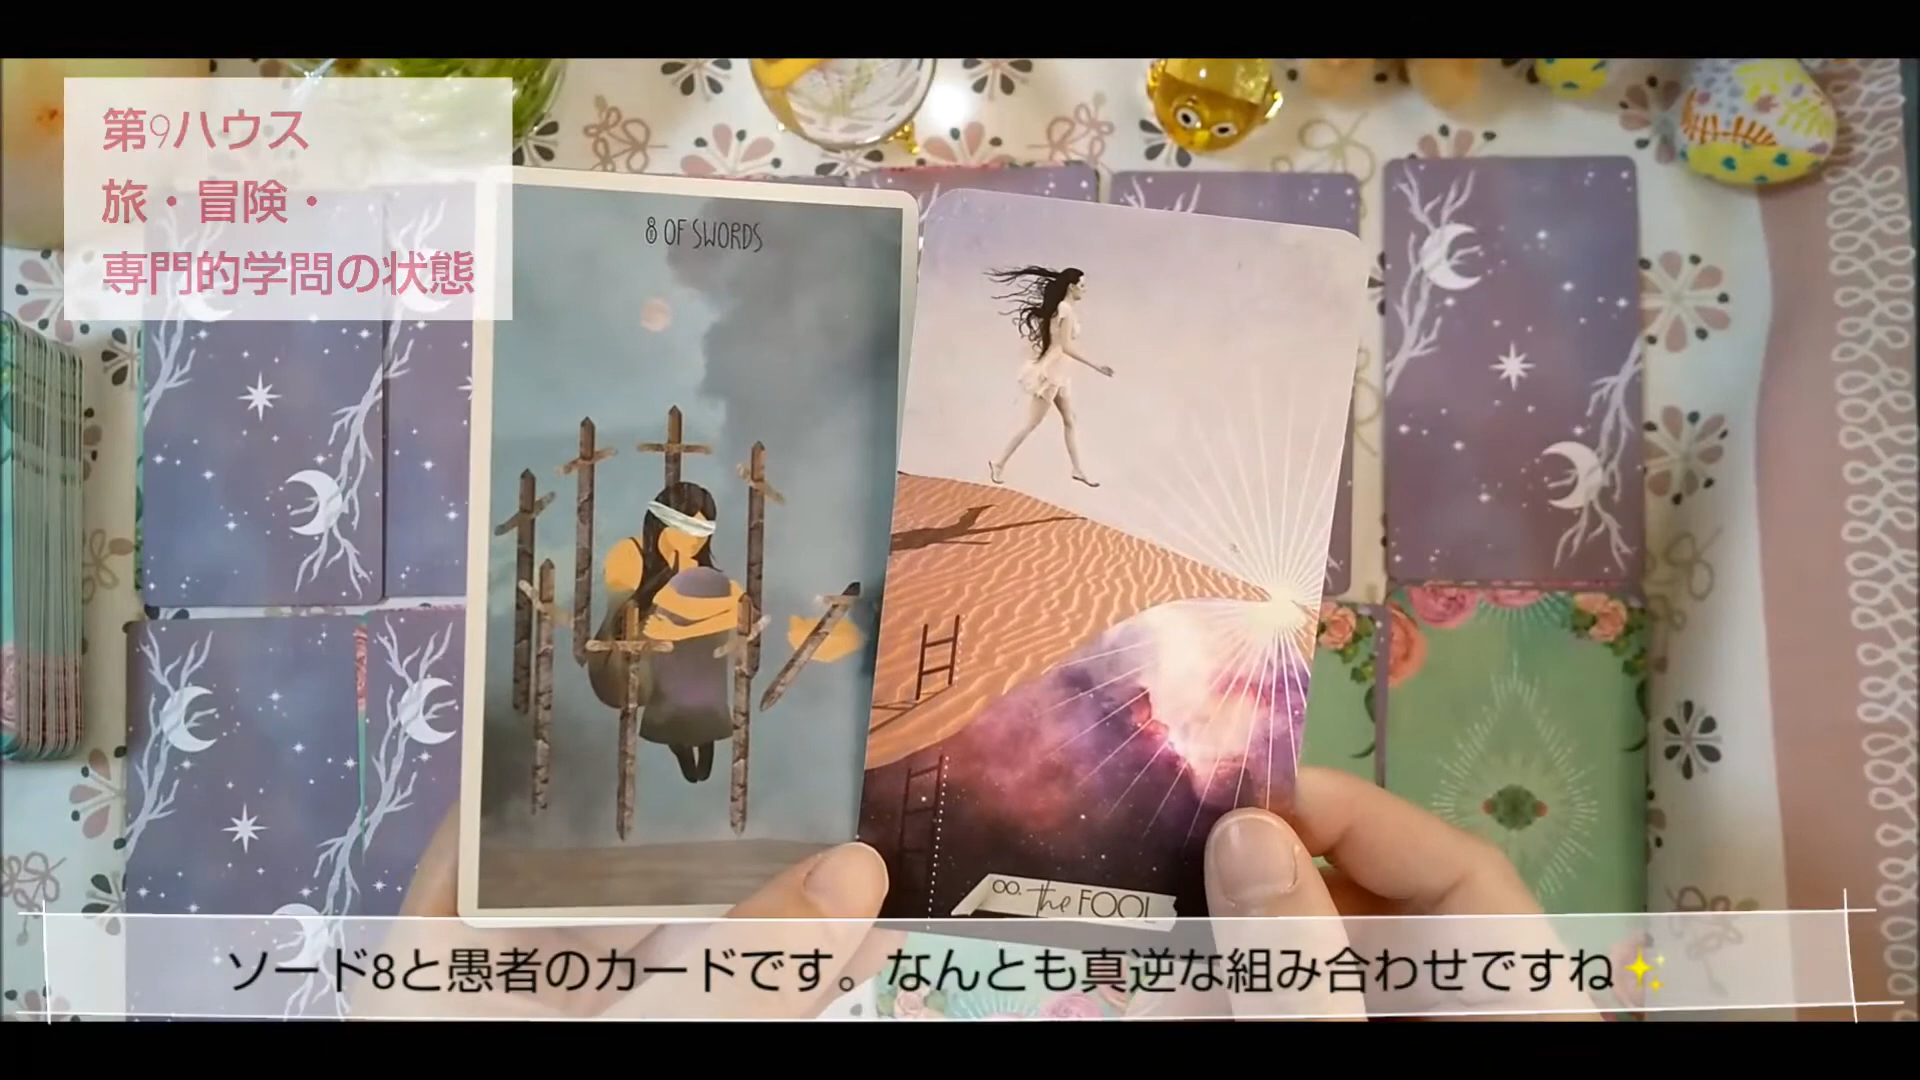 第9ハウス
旅・冒険・
専門的学問の状態
8 OF SWORDS
00. the FOOL
ソード8と愚者のカードです。なんとも真逆な組み合わせですね✨